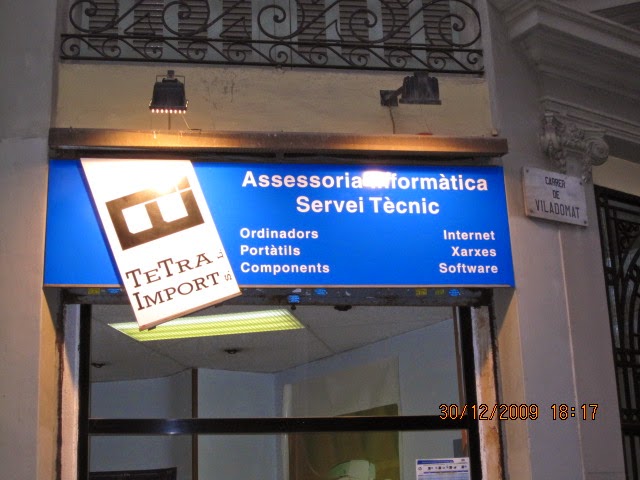 Assessoria Informàtica
Servei Tècnic
Ordinadors
Portàtils
Components
Internet
Xarxes
Software
TETRA
IMPORT S.L.
CARRER
DE
VILADOMAT
30/12/2009 18:17